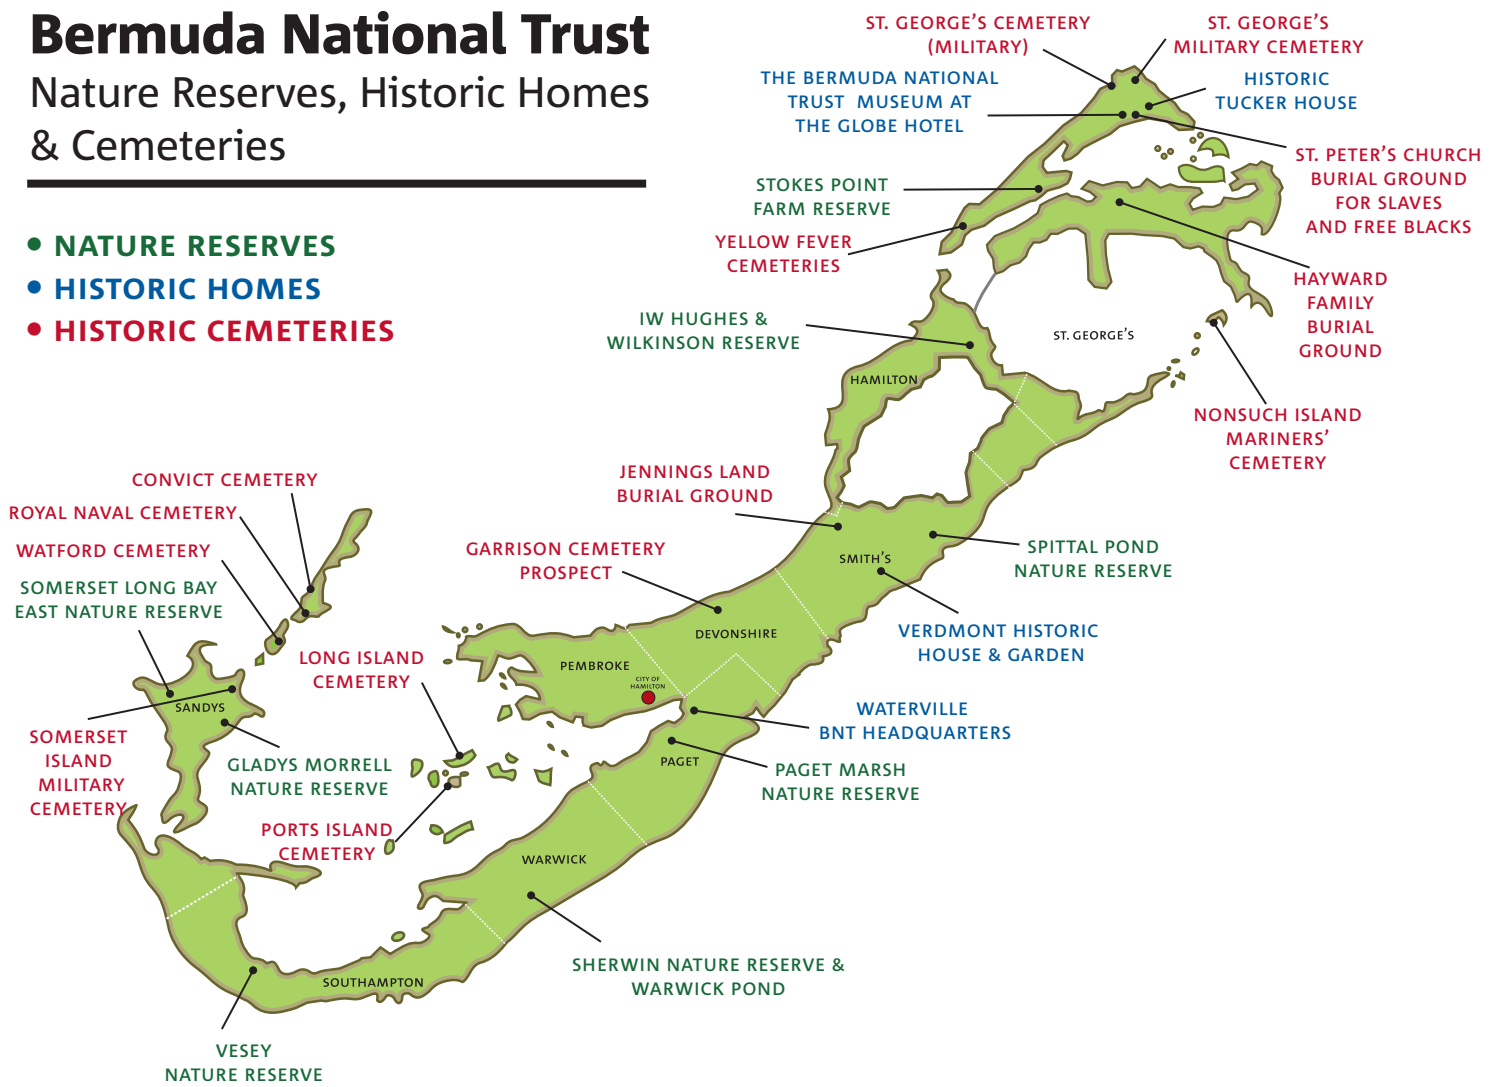 Bermuda National Trust
Nature Reserves, Historic Homes
& Cemeteries
• NATURE RESERVES
• HISTORIC HOMES
• HISTORIC CEMETERIES
ST. GEORGE'S CEMETERY
(MILITARY)
ST. GEORGE'S
MILITARY CEMETERY
THE BERMUDA NATIONAL
TRUST MUSEUM AT
THE GLOBE HOTEL
HISTORIC
TUCKER HOUSE
ST. PETER'S CHURCH
BURIAL GROUND
FOR SLAVES
AND FREE BLACKS
STOKES POINT
FARM RESERVE
YELLOW FEVER
CEMETERIES
HAYWARD
FAMILY
BURIAL
GROUND
IW HUGHES &
WILKINSON RESERVE
ST. GEORGE'S
HAMILTON
NONSUCH ISLAND
MARINERS'
CEMETERY
JENNINGS LAND
BURIAL GROUND
CONVICT CEMETERY
ROYAL NAVAL CEMETERY
WATFORD CEMETERY
SOMERSET LONG BAY
EAST NATURE RESERVE
GARRISON CEMETERY
PROSPECT
SMITH'S
SPITTAL POND
NATURE RESERVE
DEVONSHIRE
VERDMONT HISTORIC
HOUSE & GARDEN
LONG ISLAND
CEMETERY
PEMBROKE
CITY OF
HAMILTON
SANDYS
WATERVILLE
BNT HEADQUARTERS
SOMERSET
ISLAND
MILITARY
CEMETERY
GLADYS MORRELL
NATURE RESERVE
PAGET
PAGET MARSH
NATURE RESERVE
PORTS ISLAND
CEMETERY
WARWICK
SHERWIN NATURE RESERVE &
WARWICK POND
SOUTHAMPTON
VESEY
NATURE RESERVE